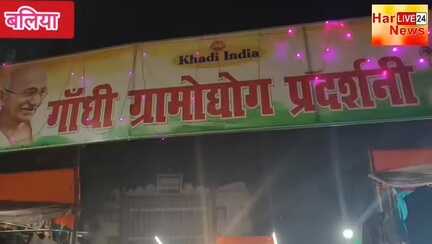 बलिया
Har
LIVE 24
News
Khadi India
गाँधी ग्रामोद्योग प्रदर्शनी